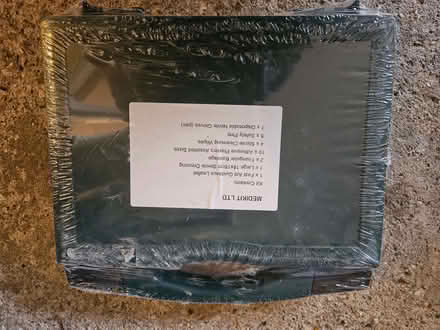 MEDIKIT LTD
Kit Contents
1 x First Aid Guidance Leaflet
1 x Large 18x18cm Sterile Dressing
2 x Triangular Bandage
10 x Adhesive Plasters Assorted Sizes
4 x Sterile Cleansing Wipes
6 x Safety Pins
1 x Disposable Nitrile Gloves (pair)